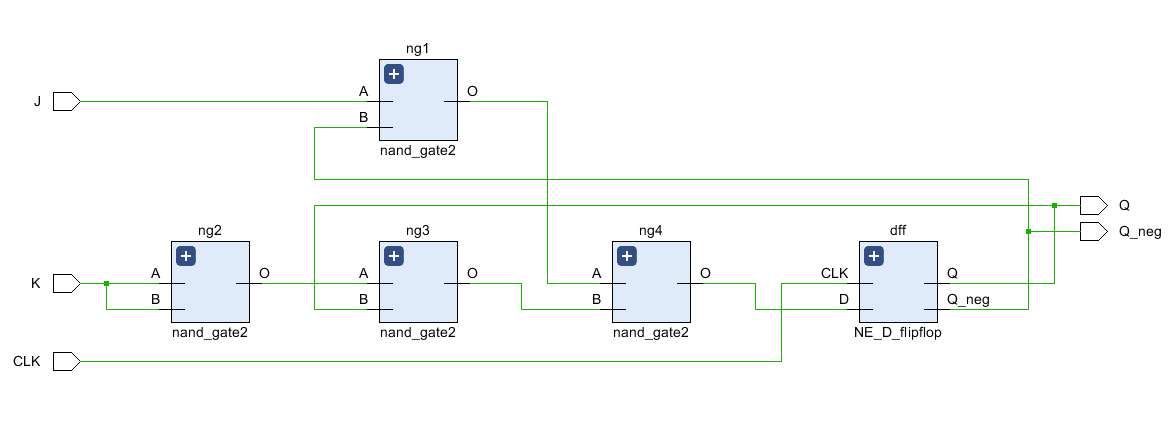 ng1
J
A
O
B
nand_gate2
Q
Q_neg
ng2
ng3
ng4
dff
K
A
O
A
O
A
O
CLK
Q
B
B
B
D
Q_neg
nand_gate2
nand_gate2
nand_gate2
NE_D_flipflop
CLK